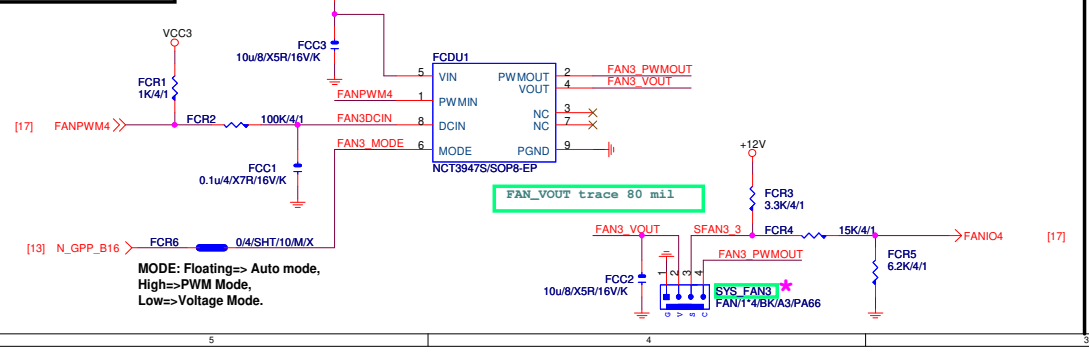 VCC3
FCC3
10u/8/X5R/16V/K
FCDU1
FCR1
1K/4/1
5 VIN
PWMOUT 2 FAN3_PWMOUT
VOUT 4 FAN3_VOUT
FANPWM4 1 PWMIN
NC 3
[17] FANPWM4 FCR2 100K/4/1 FAN3DCIN 8 DCIN
NC 7
FAN3_MODE 6 MODE
PGND 9
+12V
FCC1
0.1u/4/X7R/16V/K
NCT3947S/SOP8-EP
FAN_VOUT trace 80 mil
FCR3
3.3K/4/1
[13] N_GPP_B16 FCR6 0/4/SHT/10/M/X
FAN3_VOUT SFAN3_3 FCR4 15K/4/1 FANIO4 [17]
FAN3_PWMOUT
FCR5
6.2K/4/1
MODE: Floating=> Auto mode,
High=>PWM Mode,
Low=>Voltage Mode.
FCC2
10u/8/X5R/16V/K
1 2 3 4
G V S C
SYS_FAN3 *
FAN/1*4/BK/A3/PA66
5 4 3